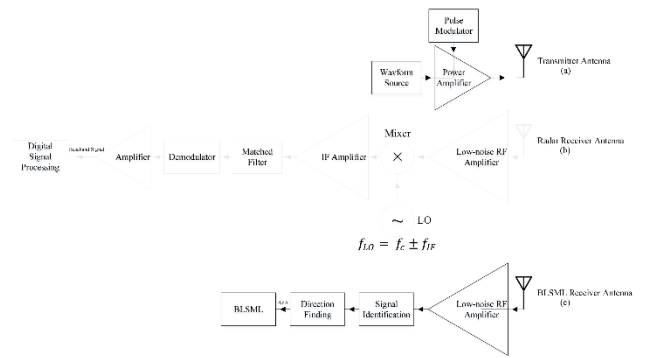 Pulse
Modulator
Waveform
Source
Power
Amplifier
Transmitter Antenna
(a)
Digital
Signal
Processing
Amplifier
Demodulator
Matched
Filter
IF Amplifier
Mixer
×
Low-noise RF
Amplifier
Radar Receiver Antenna
(b)
~ LO
f_LO = f_c ± f_IF
BLSML
Direction
Finding
Signal
Identification
Low-noise RF
Amplifier
BLSML Receiver Antenna
(c)